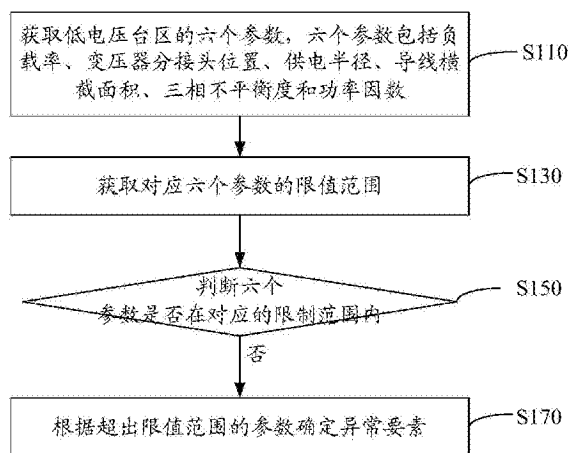 获取低电压台区的六个参数，六个参数包括负
载率、变压器分接头位置、供电半径、导线横
截面积、三相不平衡度和功率因数
S110
获取对应六个参数的限值范围
S130
判断六个
参数是否在对应的限制范围内
S150
否
根据超出限值范围的参数确定异常要素
S170